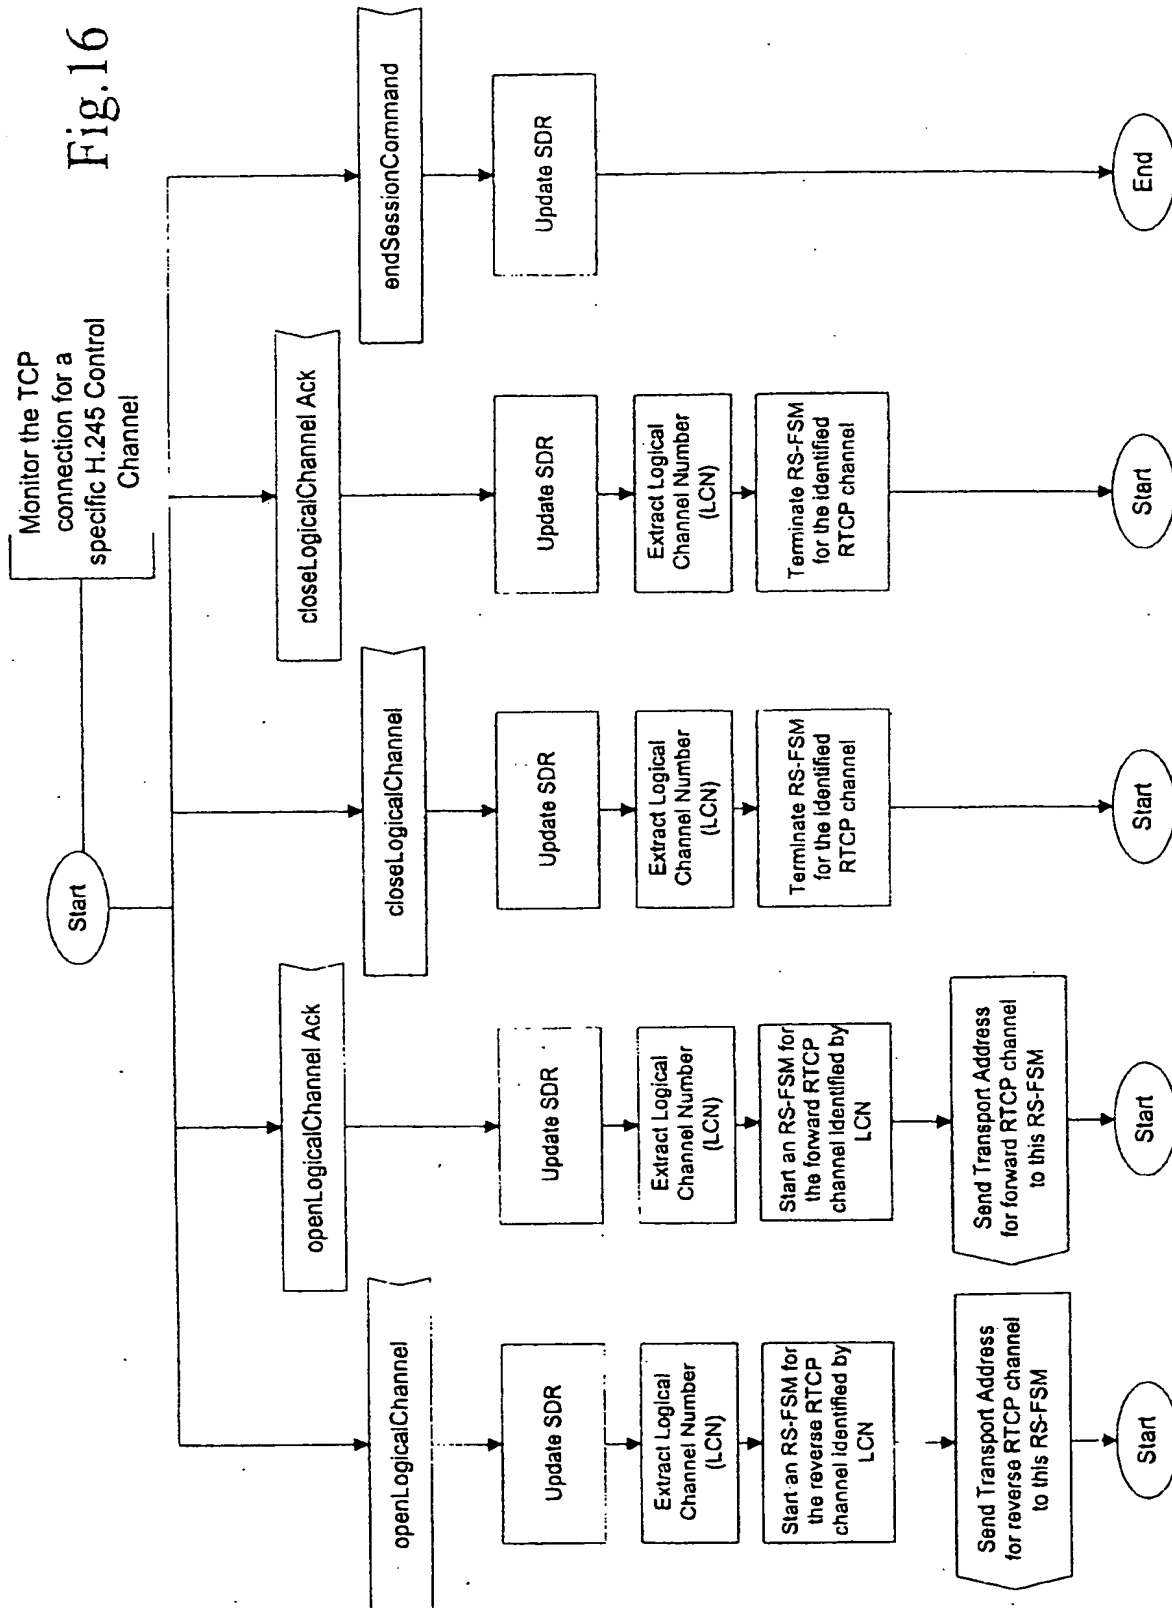 Fig.16
Monitor the TCP
connection for a
specific H.245 Control
Channel
Start
openLogicalChannel
Update SDR
Extract Logical
Channel Number
(LCN)
Start an RS-FSM for
the reverse RTCP
channel identified by
LCN
Send Transport Address
for reverse RTCP channel
to this RS-FSM
Start
openLogicalChannel Ack
Update SDR
Extract Logical
Channel Number
(LCN)
Start an RS-FSM for
the forward RTCP
channel identified by
LCN
Send Transport Address
for forward RTCP channel
to this RS-FSM
Start
closeLogicalChannel
Update SDR
Extract Logical
Channel Number
(LCN)
Terminate RS-FSM
for the identified
RTCP channel
Start
closeLogicalChannel Ack
Update SDR
Extract Logical
Channel Number
(LCN)
Terminate RS-FSM
for the identified
RTCP channel
Start
endSessionCommand
Update SDR
End